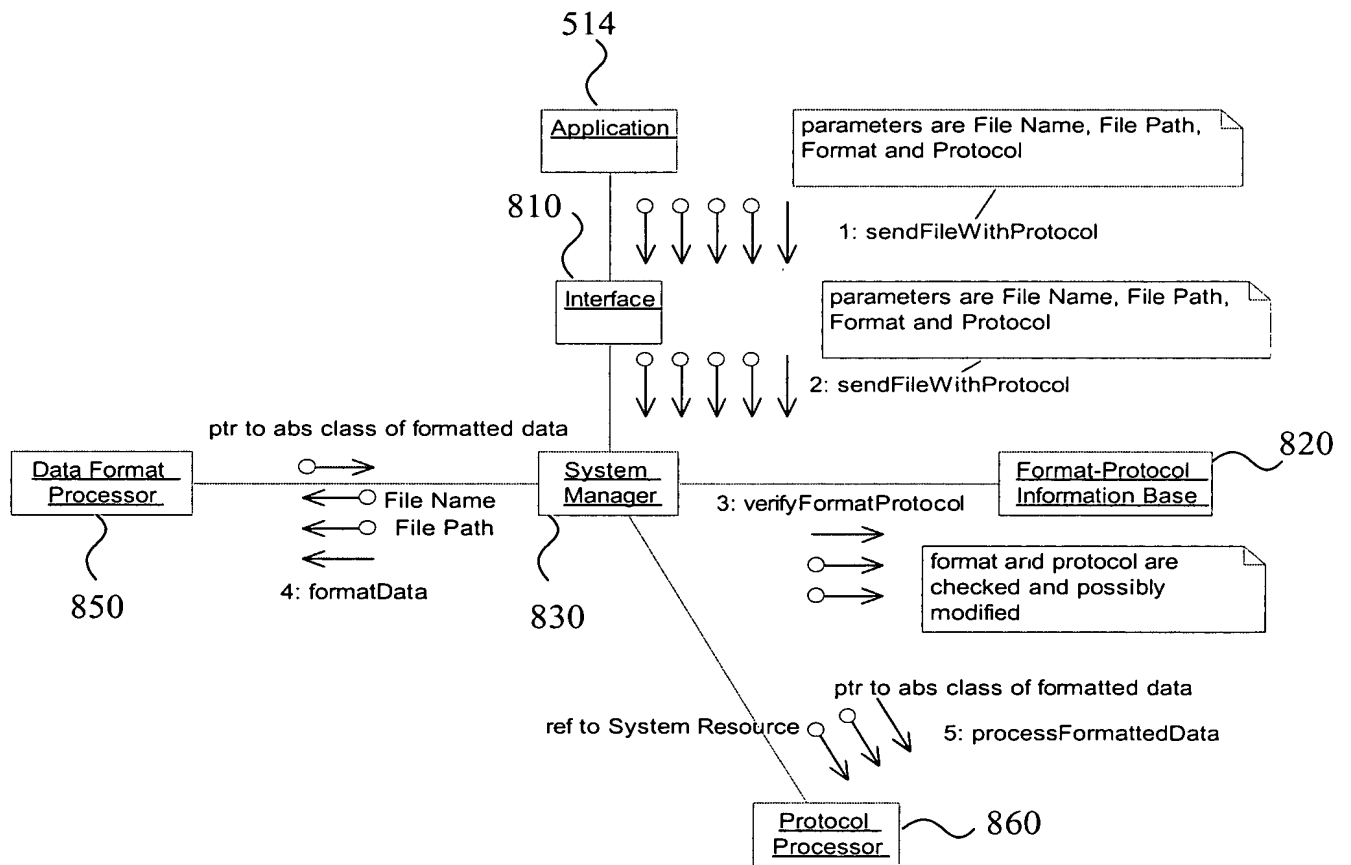 514
Application
parameters are File Name, File Path,
Format and Protocol
810
1: sendFileWithProtocol
Interface
parameters are File Name, File Path,
Format and Protocol
2: sendFileWithProtocol
ptr to abs class of formatted data
820
Data Format
Processor
System
Manager
Format-Protocol
Information Base
File Name
File Path
3: verifyFormatProtocol
4: formatData
format and protocol are
checked and possibly
modified
850
830
ptr to abs class of formatted data
ref to System Resource
5: processFormattedData
Protocol
Processor
860